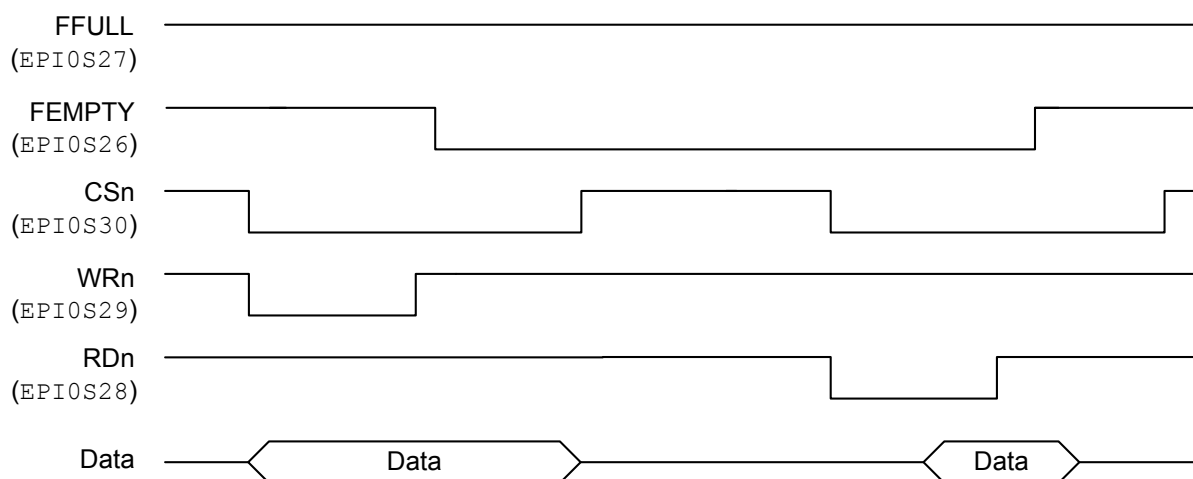 FFULL
(EPI0S27)
FEMPTY
(EPI0S26)
CSn
(EPI0S30)
WRn
(EPI0S29)
RDn
(EPI0S28)
Data Data Data